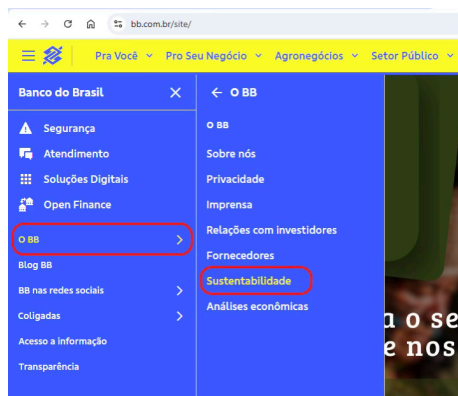 bb.com.br/site/
Pra Você Pro Seu Negócio Agronegócios Setor Público
Banco do Brasil
Segurança
Atendimento
Soluções Digitais
Open Finance
O BB
Blog BB
BB nas redes sociais
Coligadas
Acesso a informação
Transparência
O BB
O BB
Sobre nós
Privacidade
Imprensa
Relações com investidores
Fornecedores
Sustentabilidade
Análises econômicas
a o se
e nos